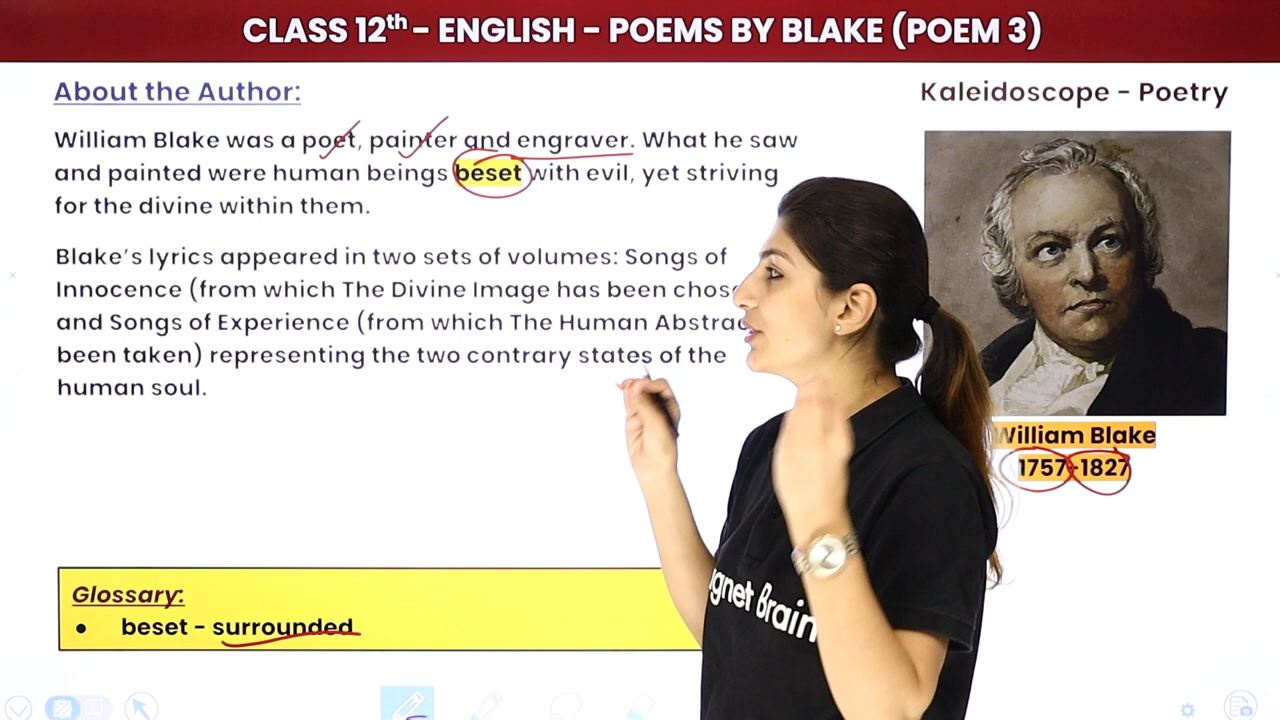 CLASS 12th - ENGLISH - POEMS BY BLAKE (POEM 3)
About the Author:
William Blake was a poet, painter and engraver. What he saw
and painted were human beings beset with evil, yet striving
for the divine within them.
Blake's lyrics appeared in two sets of volumes: Songs of
Innocence (from which The Divine Image has been
and Songs of Experience (from which The Human
been taken) representing the two contrary states of the
human soul.
Glossary:
• beset - surrounded
Kaleidoscope - Poetry
William Blake
1757-1827
gnet Brain